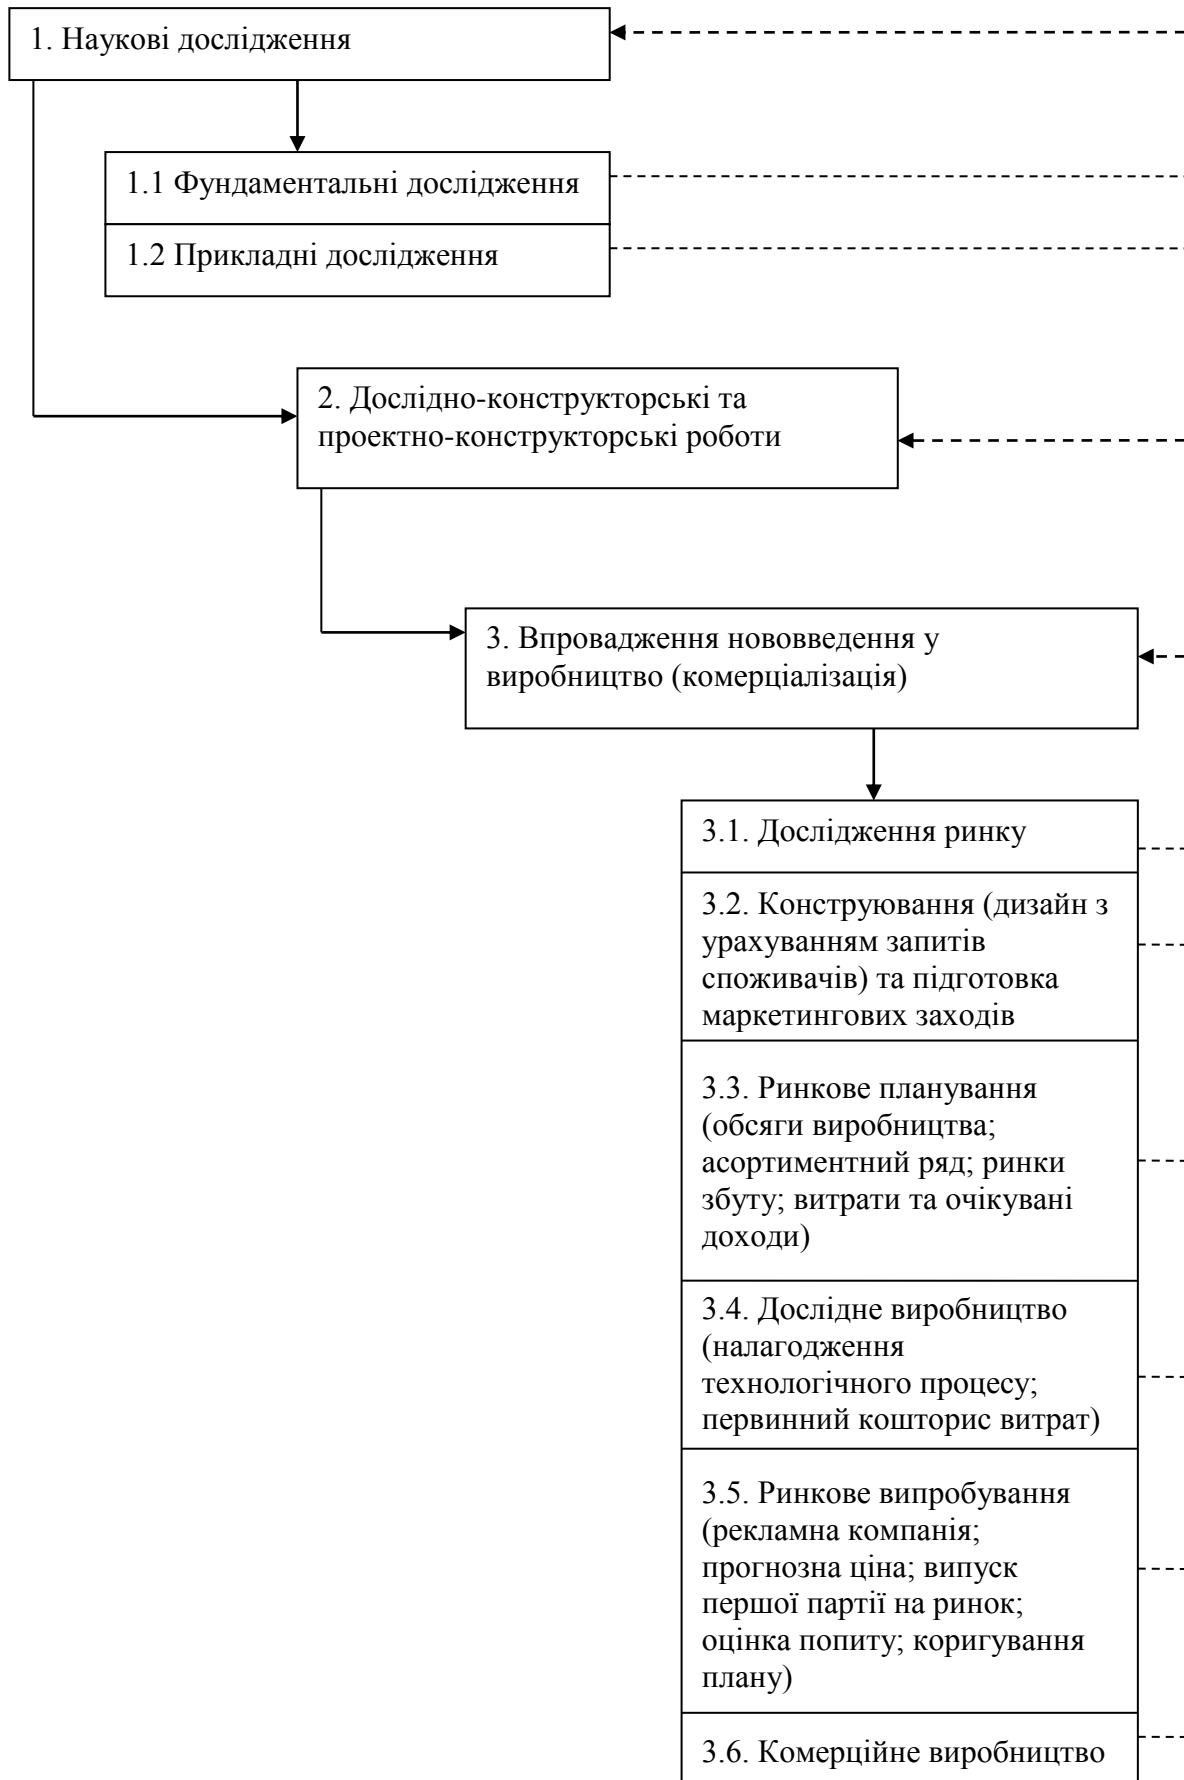 1. Наукові дослідження
1.1 Фундаментальні дослідження
1.2 Прикладні дослідження
2. Дослідно-конструкторські та
проектно-конструкторські роботи
3. Впровадження нововведення у
виробництво (комерціалізація)
3.1. Дослідження ринку
3.2. Конструювання (дизайн з
урахуванням запитів
споживачів) та підготовка
маркетингових заходів
3.3. Ринкове планування
(обсяги виробництва;
асортиментний ряд; ринки
збуту; витрати та очікувані
доходи)
3.4. Дослідне виробництво
(налагодження
технологічного процесу;
первинний кошторис витрат)
3.5. Ринкове випробування
(рекламна компанія;
прогнозна ціна; випуск
першої партії на ринок;
оцінка попиту; коригування
плану)
3.6. Комерційне виробництво